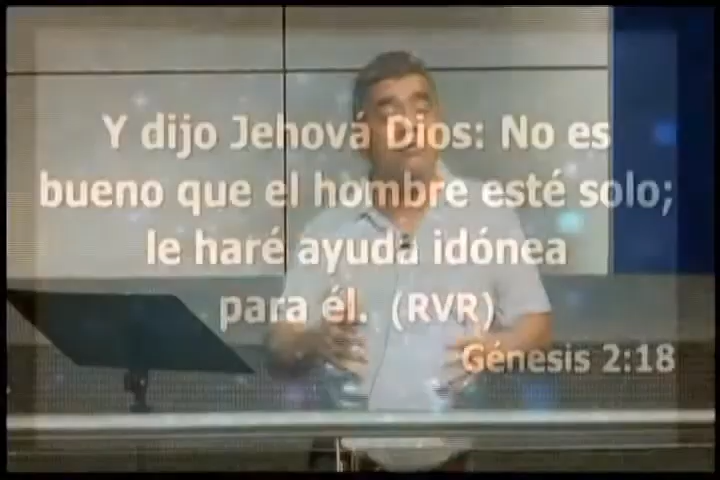 Y dijo Jehová Dios: No es
bueno que el hombre esté solo;
le haré ayuda idónea
para él. (RVR)
Génesis 2:18